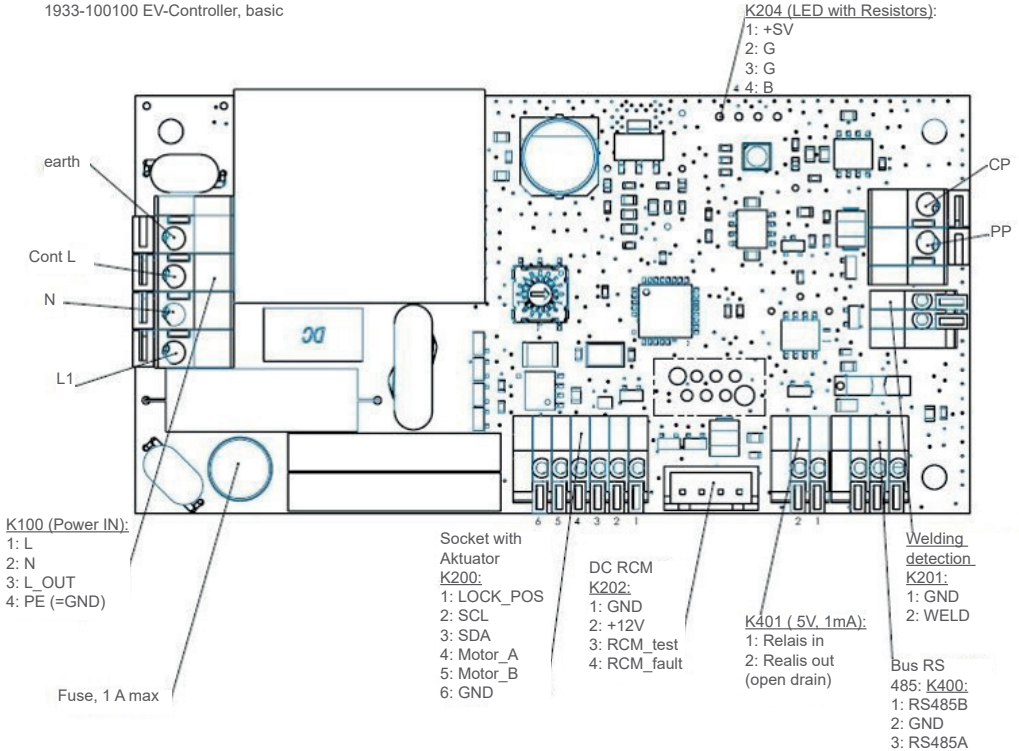 1933-100100 EV-Controller, basic
K204 (LED with Resistors):
1: +SV
2: G
3: G
4: B
4
earth
Cont L
N
L1
CP
PP
DC
K100 (Power IN):
1: L
2: N
3: L_OUT
4: PE (=GND)
Fuse, 1 A max
6 5 4 3 2 1
Socket with
Aktuator
K200:
1: LOCK_POS
2: SCL
3: SDA
4: Motor_A
5: Motor_B
6: GND
DC RCM
K202:
1: GND
2: +12V
3: RCM_test
4: RCM_fault
2 1
K401 ( 5V, 1mA):
1: Relais in
2: Realis out
(open drain)
Welding
detection
K201:
1: GND
2: WELD
Bus RS
485: K400:
1: RS485B
2: GND
3: RS485A